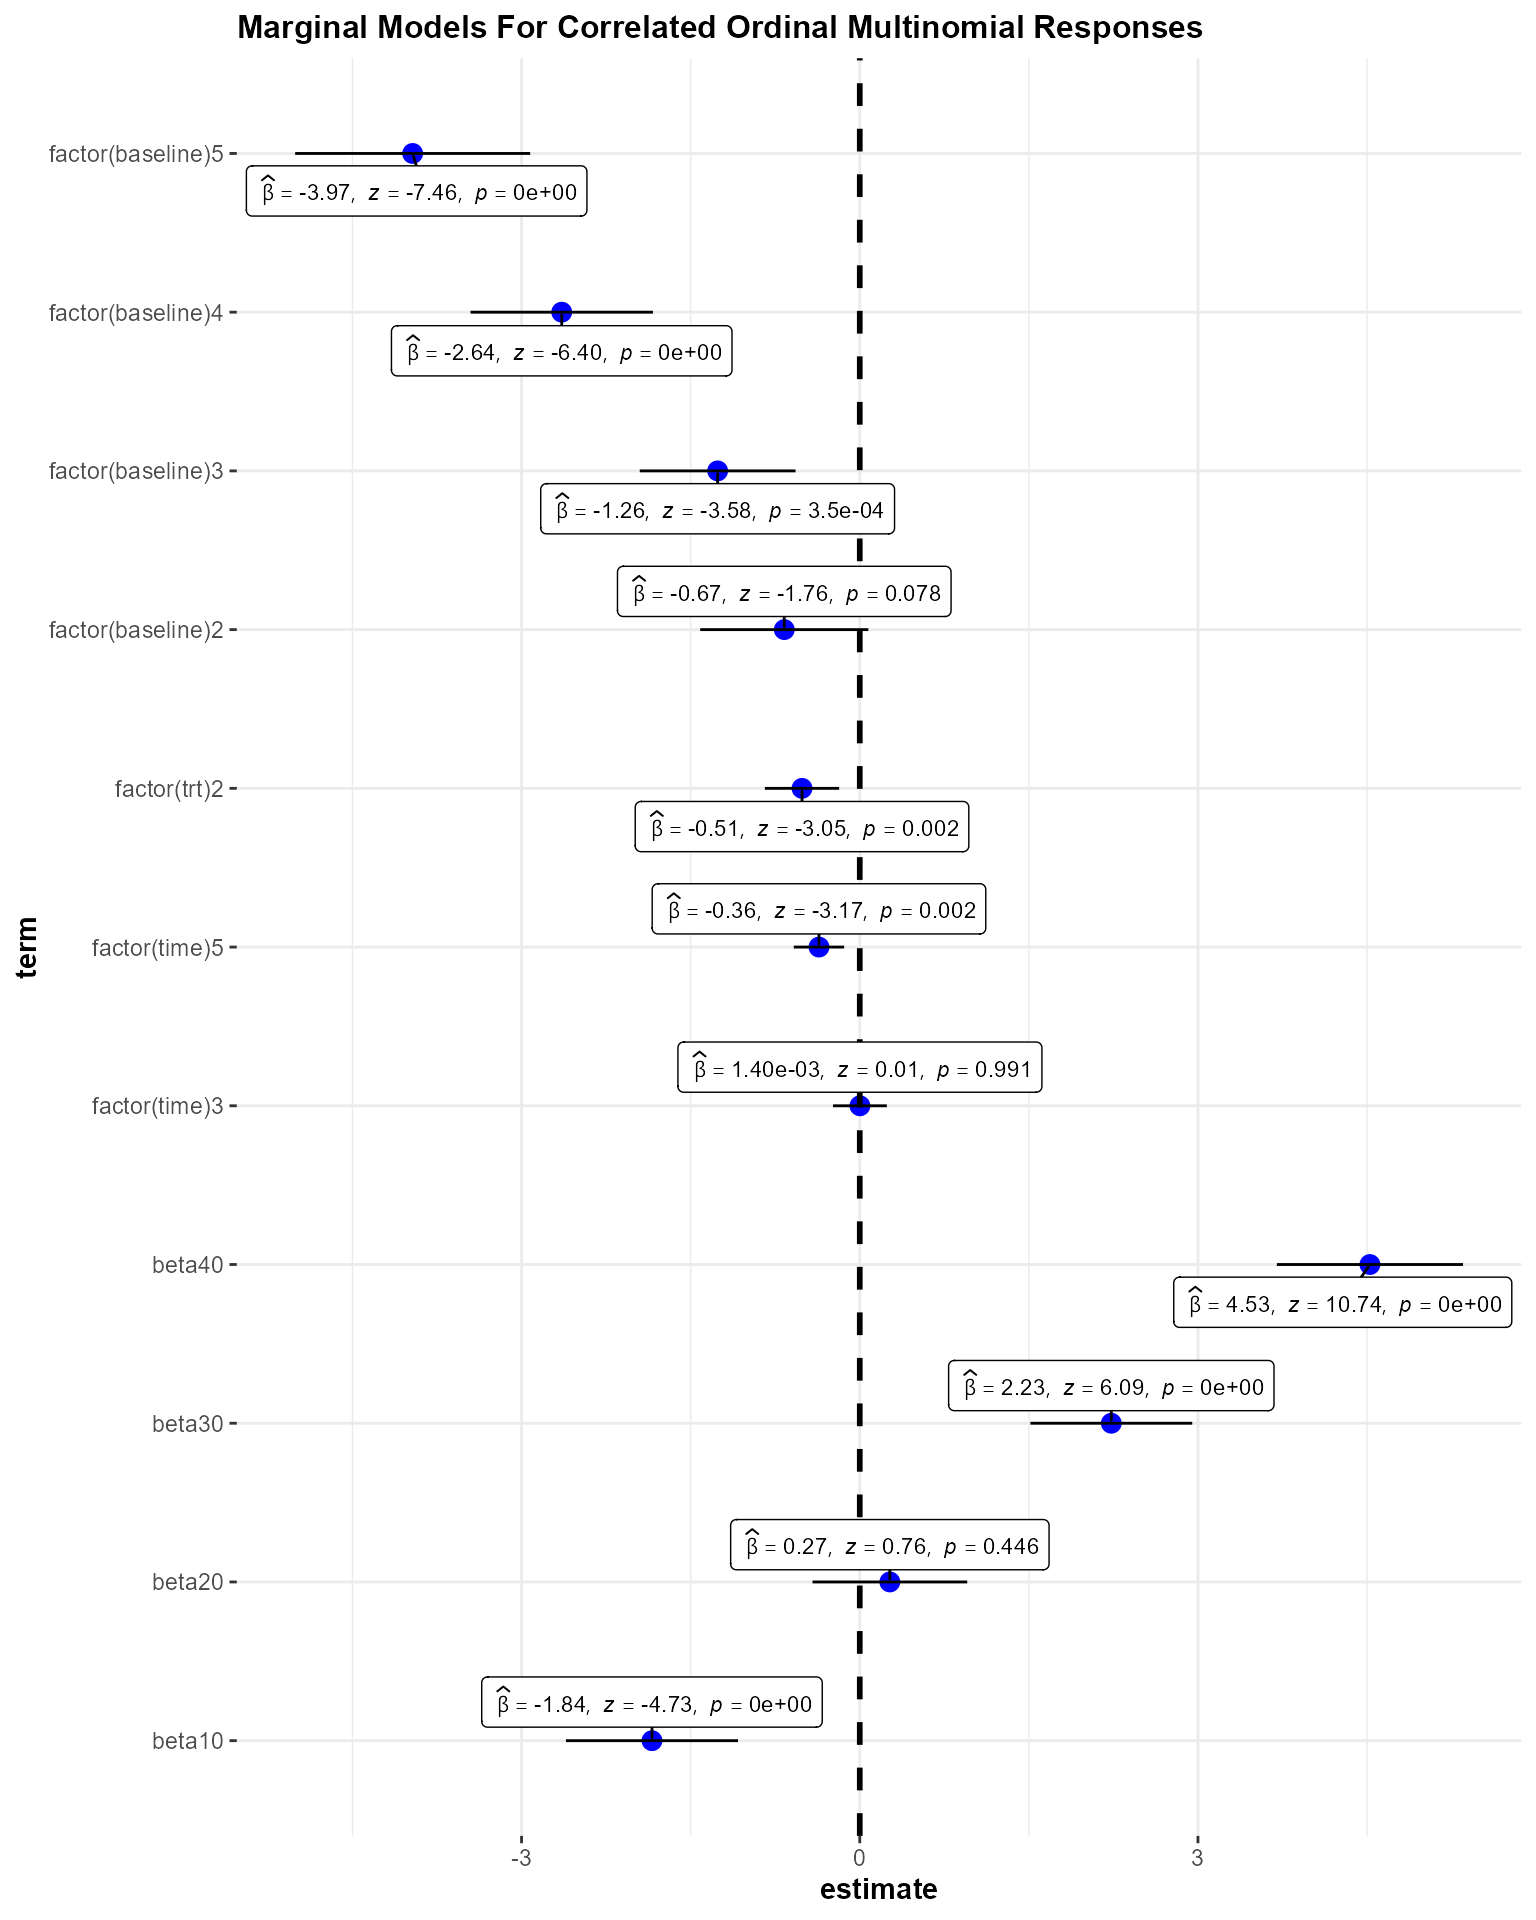 Marginal Models For Correlated Ordinal Multinomial Responses
factor(baseline)5
β̂ = -3.97, z = -7.46, p = 0e+00
factor(baseline)4
β̂ = -2.64, z = -6.40, p = 0e+00
factor(baseline)3
β̂ = -1.26, z = -3.58, p = 3.5e-04
β̂ = -0.67, z = -1.76, p = 0.078
factor(baseline)2
factor(trt)2
β̂ = -0.51, z = -3.05, p = 0.002
β̂ = -0.36, z = -3.17, p = 0.002
factor(time)5
term
β̂ = 1.40e-03, z = 0.01, p = 0.991
factor(time)3
beta40
β̂ = 4.53, z = 10.74, p = 0e+00
β̂ = 2.23, z = 6.09, p = 0e+00
beta30
β̂ = 0.27, z = 0.76, p = 0.446
beta20
β̂ = -1.84, z = -4.73, p = 0e+00
beta10
-3 0 3
estimate